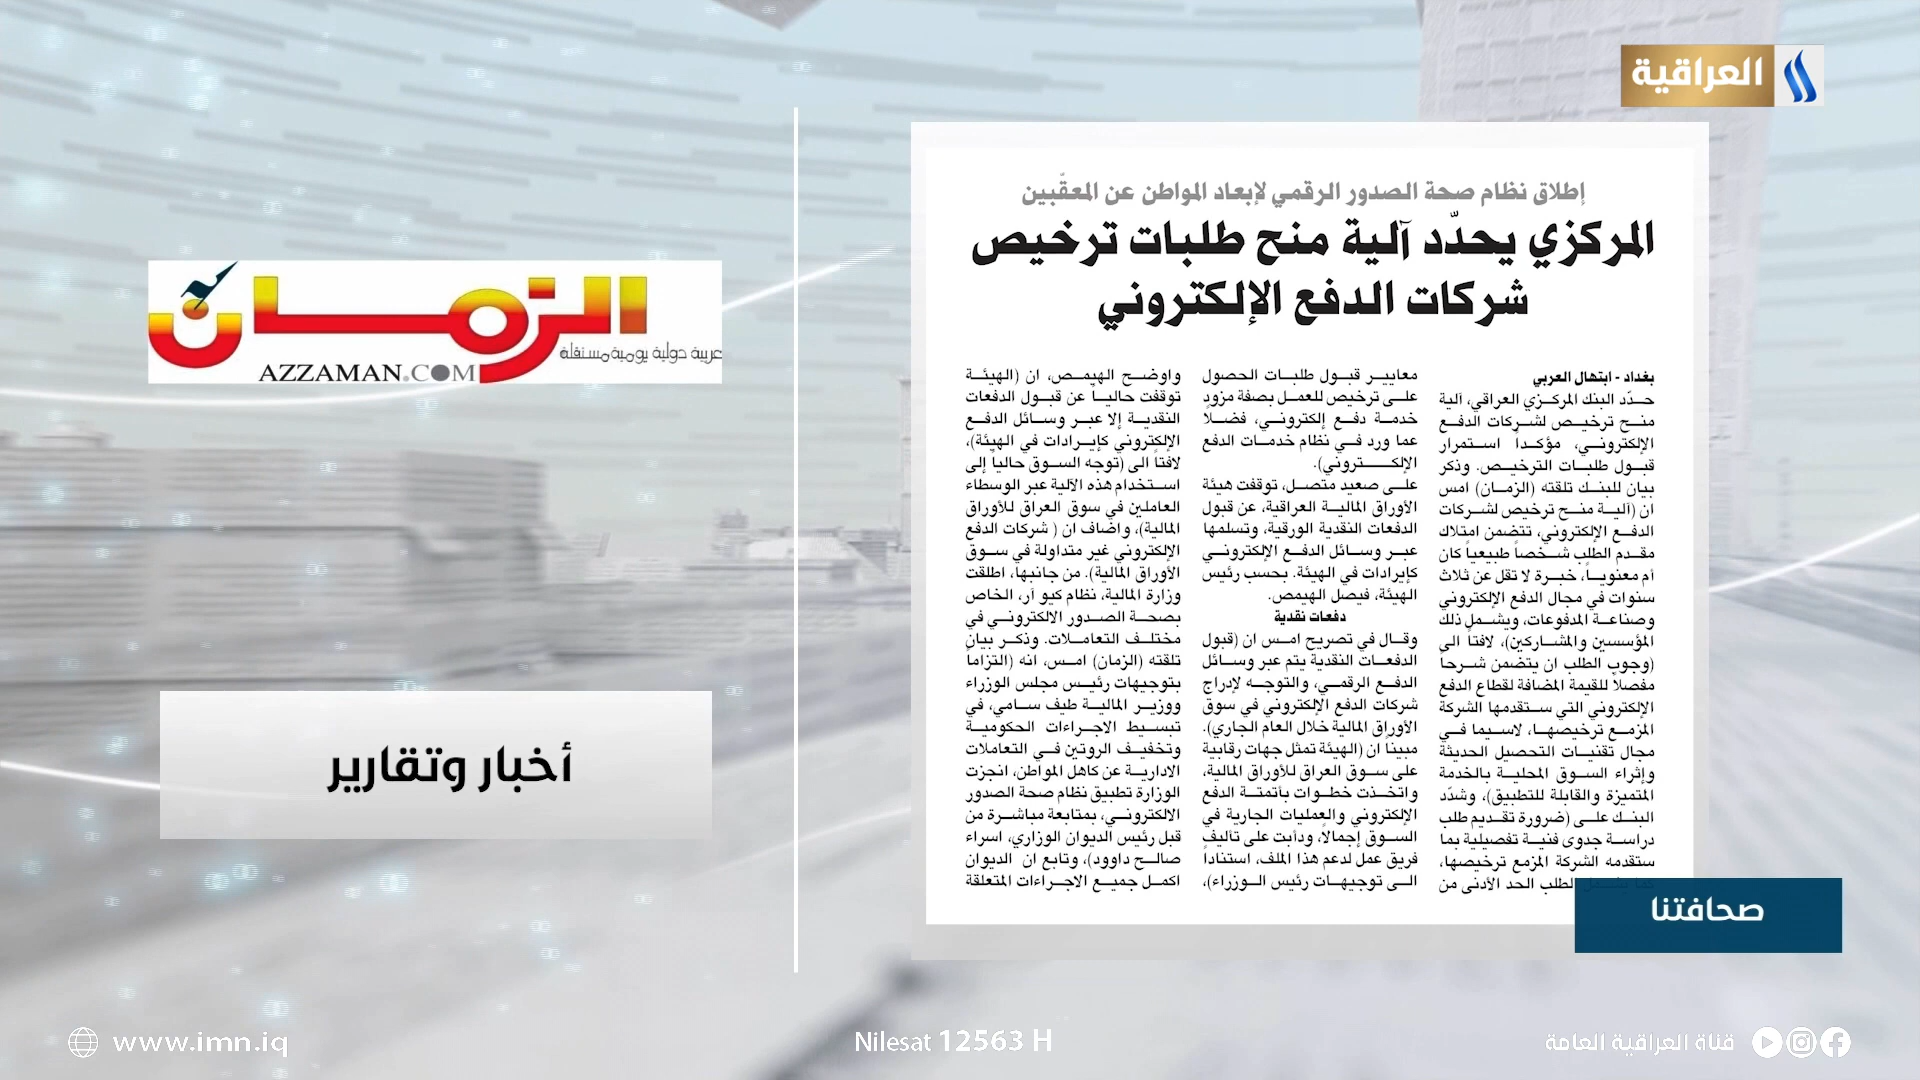 العراقية
إطلاق نظام صحة الصدور الرقمي لإبعاد المواطن عن المعقّبين
المركزي يحدّد آلية منح طلبات ترخيص
شركات الدفع الإلكتروني
بغداد - ابتهال العربي
حدّد البنك المركزي العراقي، آلية
منح ترخيص لشركات الدفع
الإلكتروني، مؤكداً استمرار
قبول طلبات الترخيص. وذكر
بيان للبنك تلقته (الزمان) امس
ان (آلية منح ترخيص لشركات
الدفع الإلكتروني، تتضمن امتلاك
مقدم الطلب شخصاً طبيعياً كان
أم معنوياً، خبرة لا تقل عن ثلاث
سنوات في مجال الدفع الإلكتروني
وصناعة المدفوعات، ويشمل ذلك
المؤسسين والمشاركين)، لافتاً الى
(وجوب الطلب ان يتضمن شرحاً
مفصلاً للقيمة المضافة لقطاع الدفع
الإلكتروني التي ستقدمها الشركة
المزمع ترخيصها، لاسيما في
مجال تقنيات التحصيل الحديثة
وإثراء السوق المحلية بالخدمة
المتميزة والقابلة للتطبيق)، وشدّد
البنك على (ضرورة تقديم طلب
دراسة جدوى فنية تفصيلية بما
ستقدمه الشركة المزمع ترخيصها،
الطلب الحد الأدنى من
معايير قبول طلبات الحصول
على ترخيص للعمل بصفة مزود
خدمة دفع إلكتروني، فضلاً
عما ورد في نظام خدمات الدفع
الإلكتروني).
على صعيد متصل، توقفت هيئة
الأوراق المالية العراقية، عن قبول
الدفعات النقدية الورقية، وتسلمها
عبر وسائل الدفع الإلكتروني
كإيرادات في الهيئة. بحسب رئيس
الهيئة، فيصل الهيمص.
دفعات نقدية
وقال في تصريح امس ان (قبول
الدفعات النقدية يتم عبر وسائل
الدفع الرقمي، والتوجه لإدراج
شركات الدفع الإلكتروني في سوق
الأوراق المالية خلال العام الجاري).
مبيناً ان (الهيئة تمثل جهات رقابية
على سوق العراق للأوراق المالية،
واتخذت خطوات بأتمتة الدفع
الإلكتروني والعمليات الجارية في
السوق إجمالاً، ودأبت على تأليف
فريق عمل لدعم هذا الملف، استناداً
الى توجيهات رئيس الوزراء)،
واوضح الهيمص، ان (الهيئة
توقفت حالياً عن قبول الدفعات
النقدية إلا عبر وسائل الدفع
الإلكتروني كإيرادات في الهيئة)،
لافتاً الى (توجه السوق حالياً إلى
استخدام هذه الآلية عبر الوسطاء
العاملين في سوق العراق للأوراق
المالية)، واضاف ان ( شركات الدفع
الإلكتروني غير متداولة في سوق
الأوراق المالية). من جانبها، اطلقت
وزارة المالية، نظام كيو آر، الخاص
بصحة الصدور الالكتروني في
مختلف التعاملات. وذكر بيان
تلقته (الزمان) امس، انه (التزاماً
بتوجيهات رئيس مجلس الوزراء
ووزير المالية طيف سامي، في
تبسيط الاجراءات الحكومية
وتخفيف الروتين في التعاملات
الادارية عن كاهل المواطن، انجزت
الوزارة تطبيق نظام صحة الصدور
الالكتروني، بمتابعة مباشرة من
قبل رئيس الديوان الوزاري، اسراء
صالح داوود)، وتابع ان الديوان
اكمل جميع الاجراءات المتعلقة
الزمان
عربية دولية يومية مستقلة
AZZAMAN.COM
أخبار وتقارير
صحافتنا
www.imn.iq
Nilesat 12563 H
قناة العراقية العامة